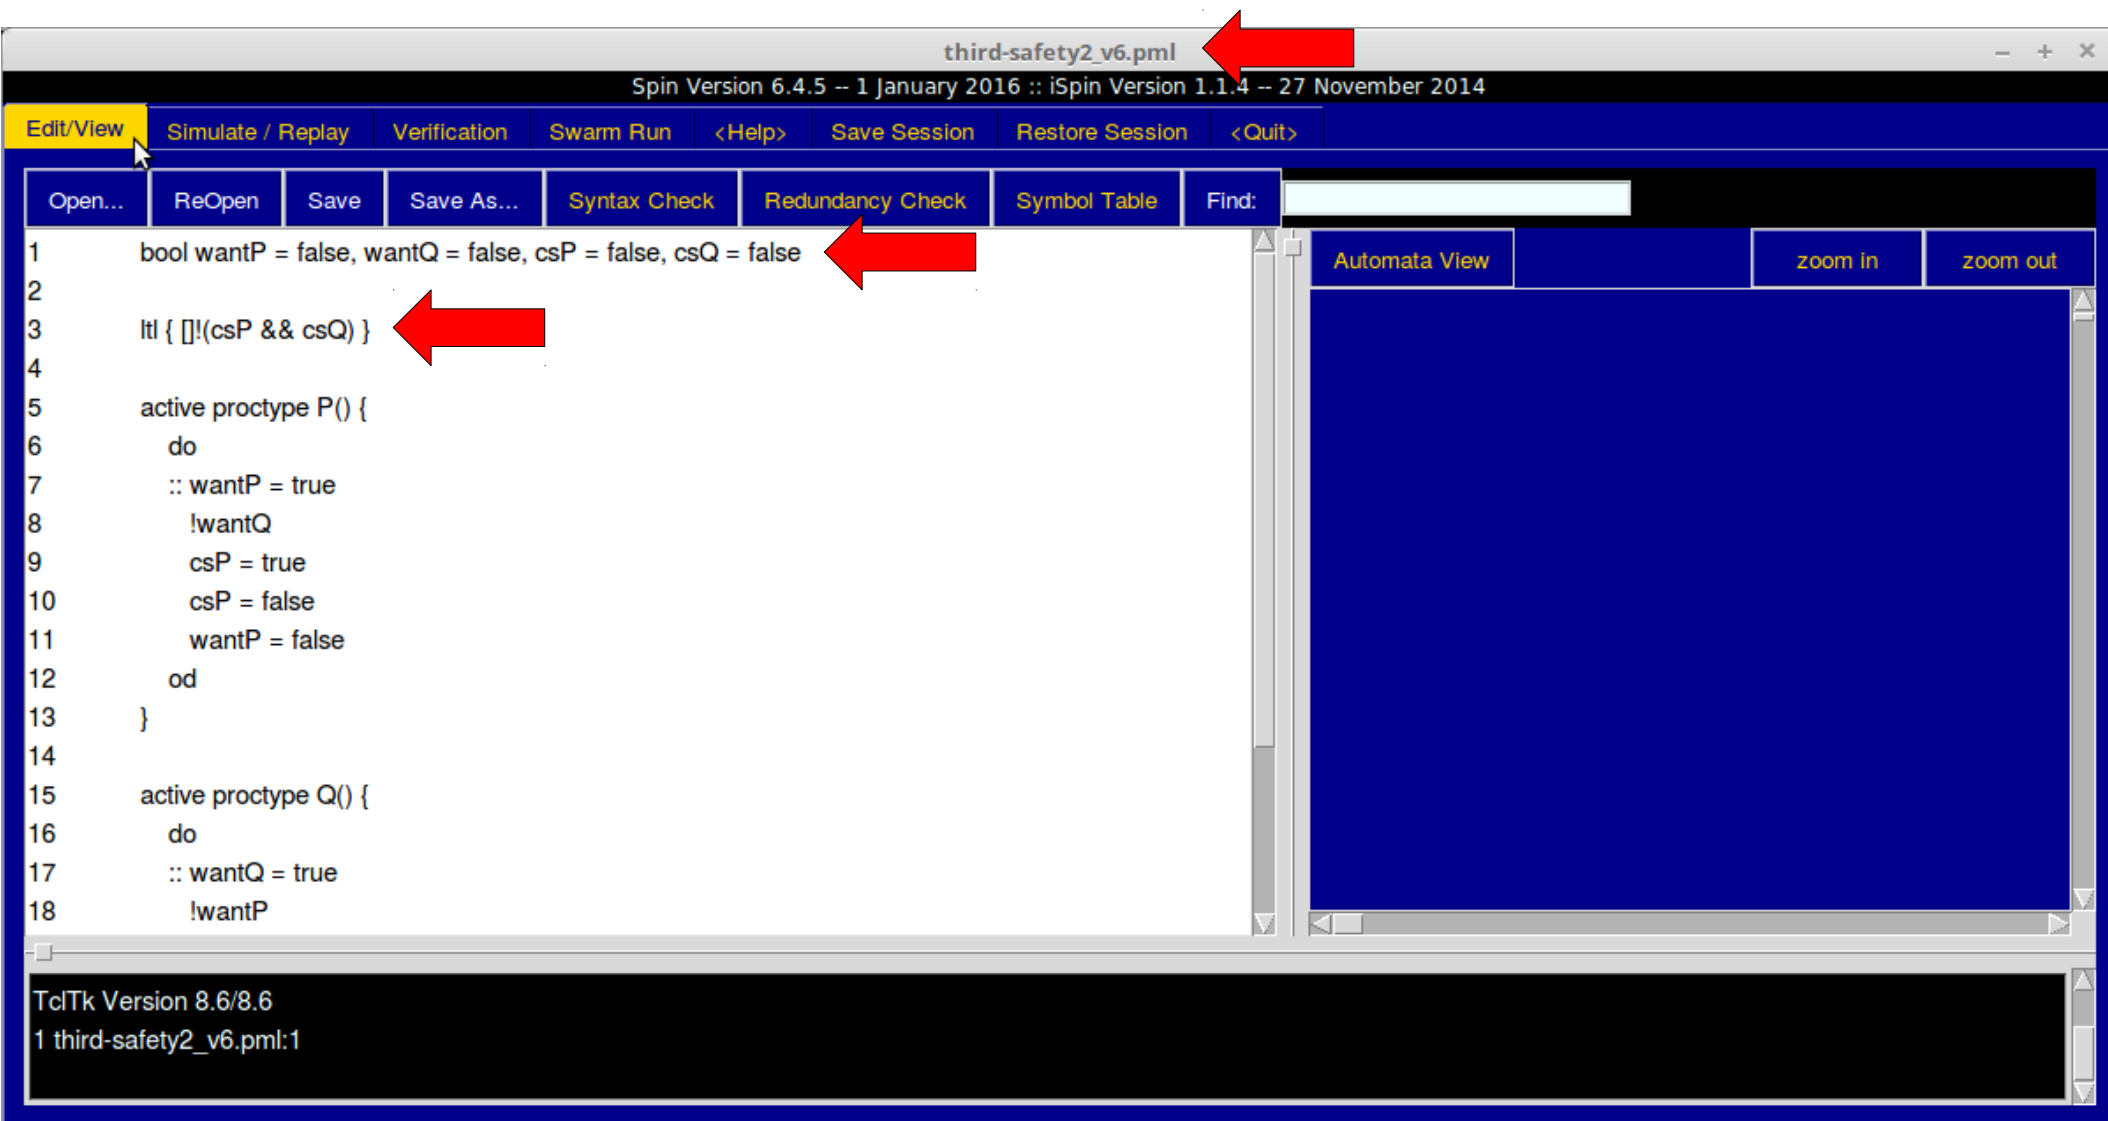 third-safety2_v6.pml
Spin Version 6.4.5 -- 1 January 2016 :: iSpin Version 1.1.4 -- 27 November 2014
Edit/View Simulate / Replay Verification Swarm Run <Help> Save Session Restore Session <Quit>
Open... ReOpen Save Save As... Syntax Check Redundancy Check Symbol Table Find:
Automata View zoom in zoom out
1 bool wantP = false, wantQ = false, csP = false, csQ = false
2
3 ltl { []!(csP && csQ) }
4
5 active proctype P() {
6 do
7 :: wantP = true
8 !wantQ
9 csP = true
10 csP = false
11 wantP = false
12 od
13 }
14
15 active proctype Q() {
16 do
17 :: wantQ = true
18 !wantP
TclTk Version 8.6/8.6
1 third-safety2_v6.pml:1